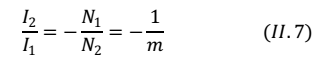 I₂/I₁ = − N₁/N₂ = − 1/m (II. 7)